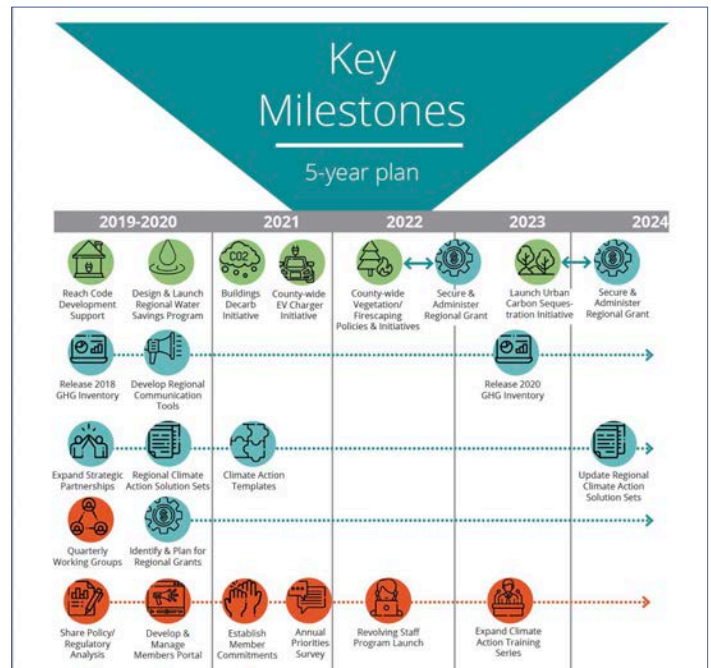 Key
Milestones
5-year plan
2019-2020 2021 2022 2023 2024
CO2
Reach Code
Development
Support
Design & Launch
Regional Water
Savings Program
Buildings
Decarb
Initiative
County-wide
EV Charger
Initiative
County-wide
Vegetation/
Firescaping
Policies & Initiatives
Secure &
Administer
Regional Grant
Launch Urban
Carbon Seques-
tration Initiative
Secure &
Administer
Regional Grant
Release 2018
GHG Inventory
Develop Regional
Communication
Tools
Release 2020
GHG Inventory
Expand Strategic
Partnerships
Regional Climate
Action Solution Sets
Climate Action
Templates
Update Regional
Climate Action
Solution Sets
Quarterly
Working Groups
Identify & Plan for
Regional Grants
Share Policy/
Regulatory
Analysis
Develop &
Manage
Members Portal
Establish
Member
Commitments
Annual
Priorities
Survey
Revolving Staff
Program Launch
Expand Climate
Action Training
Series